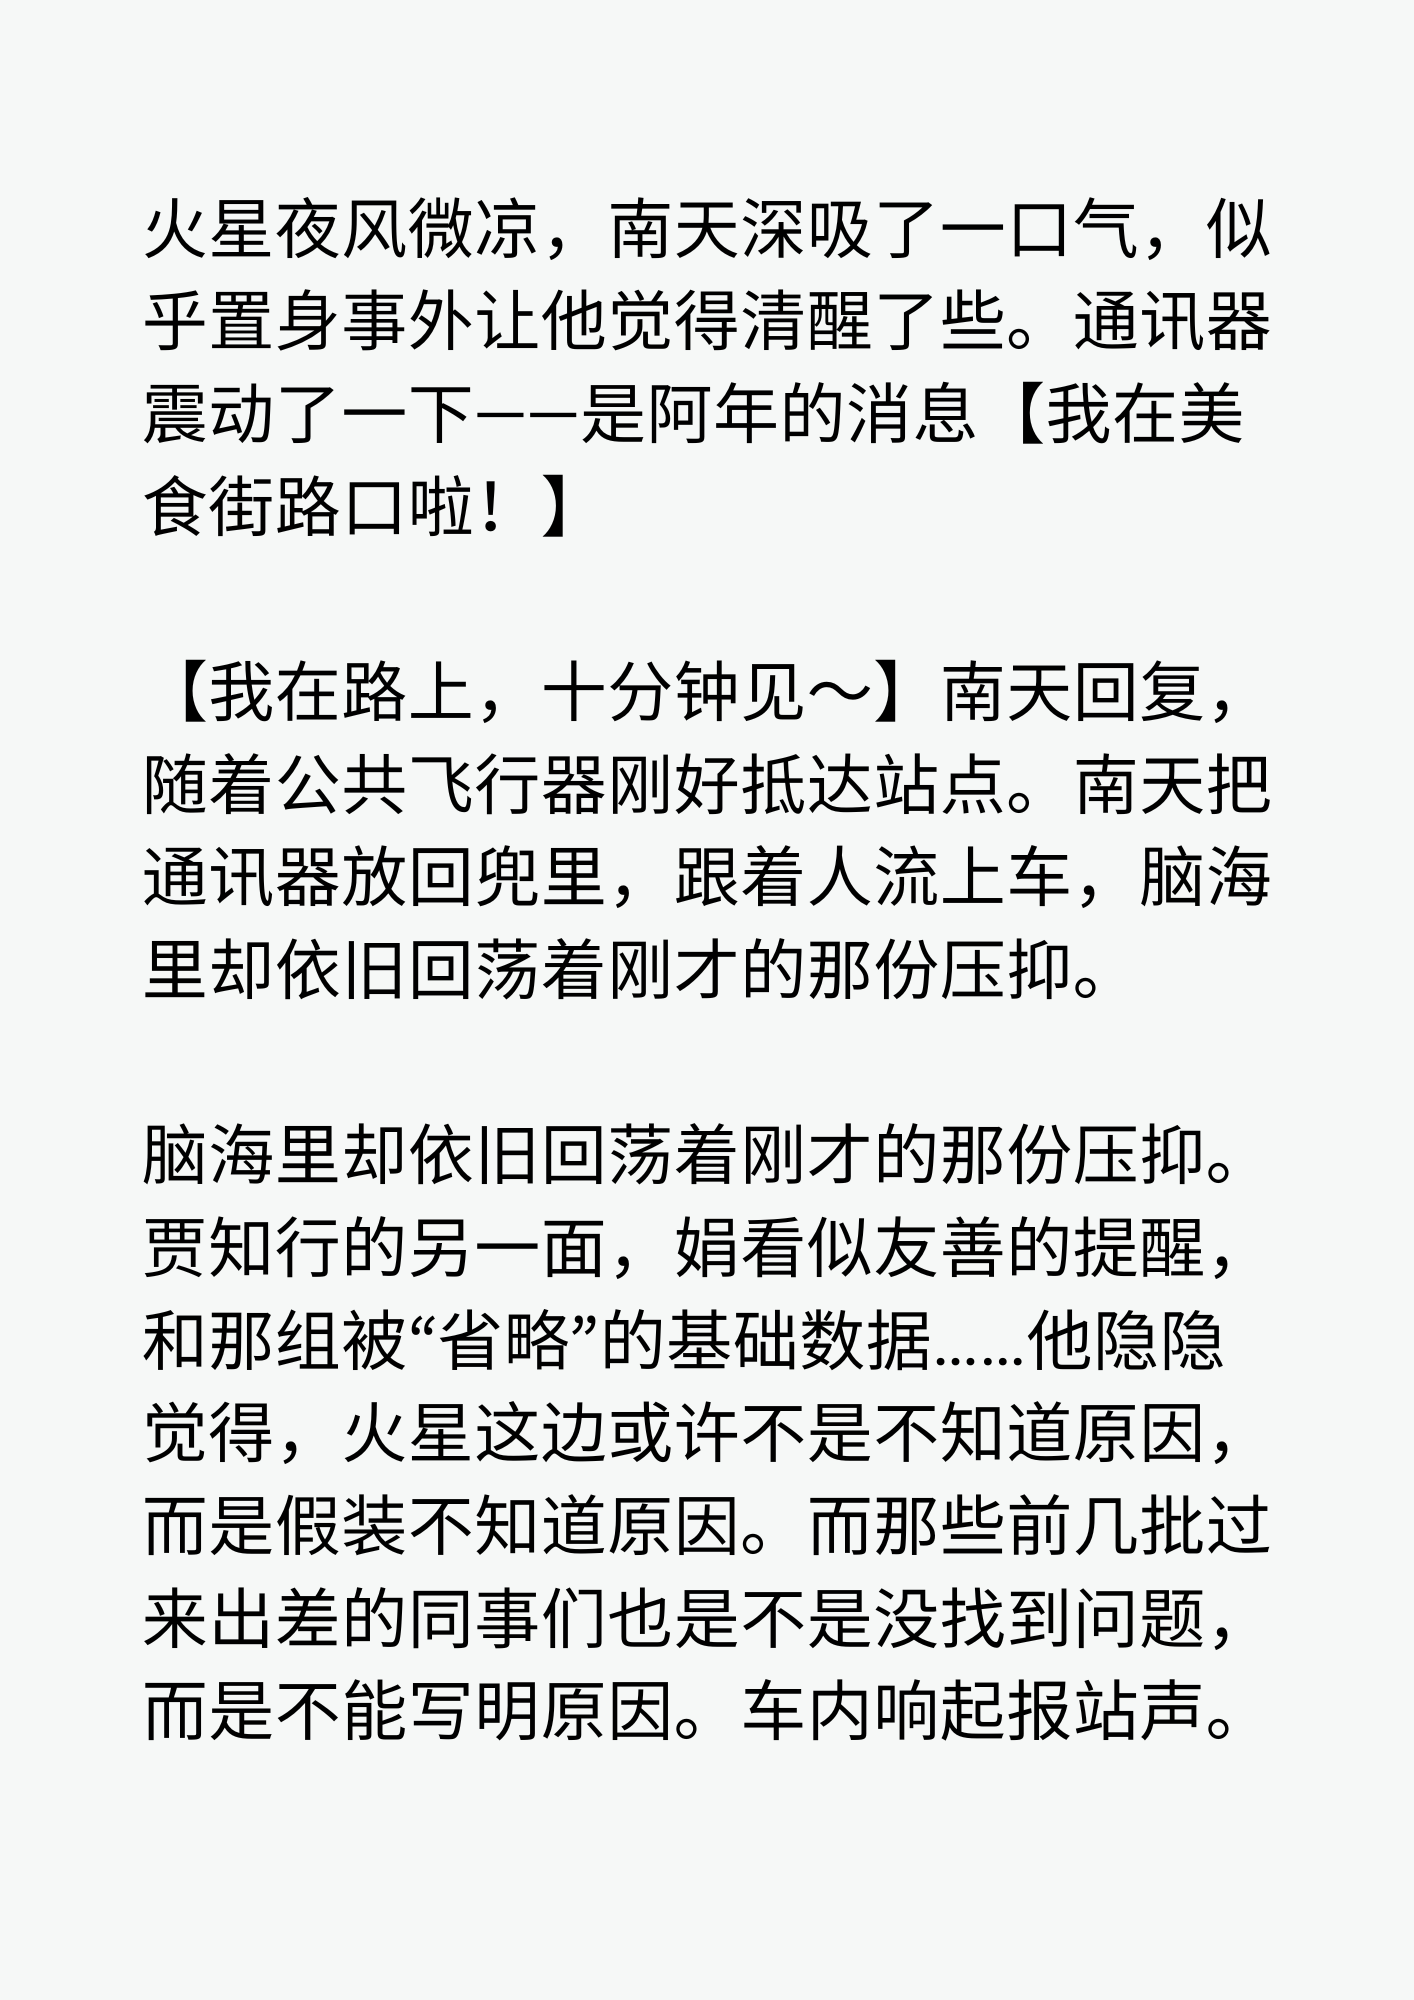 火星夜风微凉，南天深吸了一口气，似
乎置身事外让他觉得清醒了些。通讯器
震动了一下——是阿年的消息【我在美
食街路口啦！】
【我在路上，十分钟见～】南天回复，
随着公共飞行器刚好抵达站点。南天把
通讯器放回兜里，跟着人流上车，脑海
里却依旧回荡着刚才的那份压抑。
脑海里却依旧回荡着刚才的那份压抑。
贾知行的另一面，娟看似友善的提醒，
和那组被“省略”的基础数据……他隐隐
觉得，火星这边或许不是不知道原因，
而是假装不知道原因。而那些前几批过
来出差的同事们也是不是没找到问题，
而是不能写明原因。车内响起报站声。